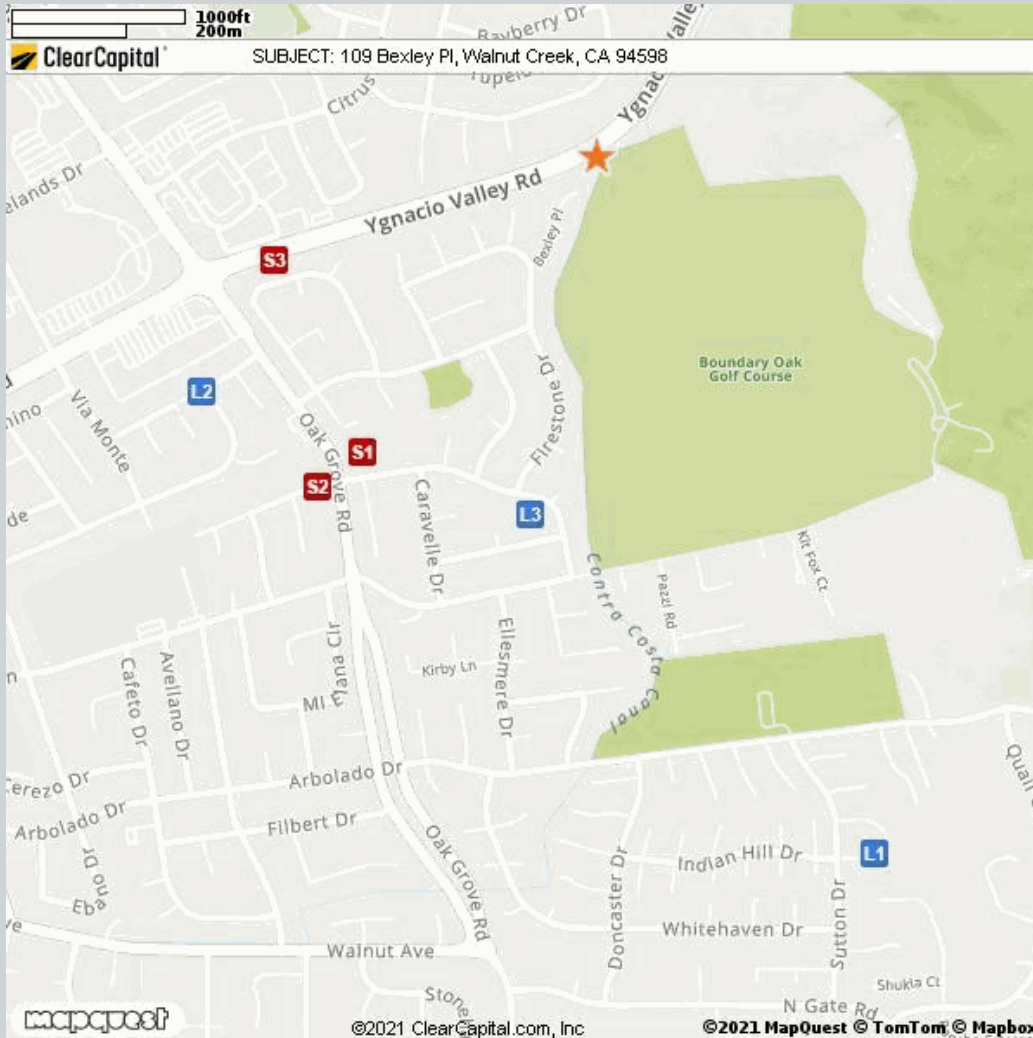 1000ft
200m
ClearCapital
SUBJECT: 109 Bexley Pl, Walnut Creek, CA 94598
Bayberry Dr
Citrus
Ygnacio Valley Rd
Bexley Pl
S3
Boundary Oak
Golf Course
L2
Via Monte
Firestone Dr
Oak Grove Rd
S1
S2
Caravelle Dr
L3
Contra Costa Canal
Kit Fox Ct
Pazzi Rd
Ellesmere Dr
Kirby Ln
Cafeto Dr
Avellano Dr
Arbolado Dr
Cerezo Dr
Arbolado Dr
Filbert Dr
Oak Grove Rd
Quail
L1
Indian Hill Dr
Doncaster Dr
Whitehaven Dr
Sutton Dr
Walnut Ave
Shukla Ct
N Gate Rd
mapquest
©2021 ClearCapital.com, Inc
©2021 MapQuest © TomTom © Mapbox